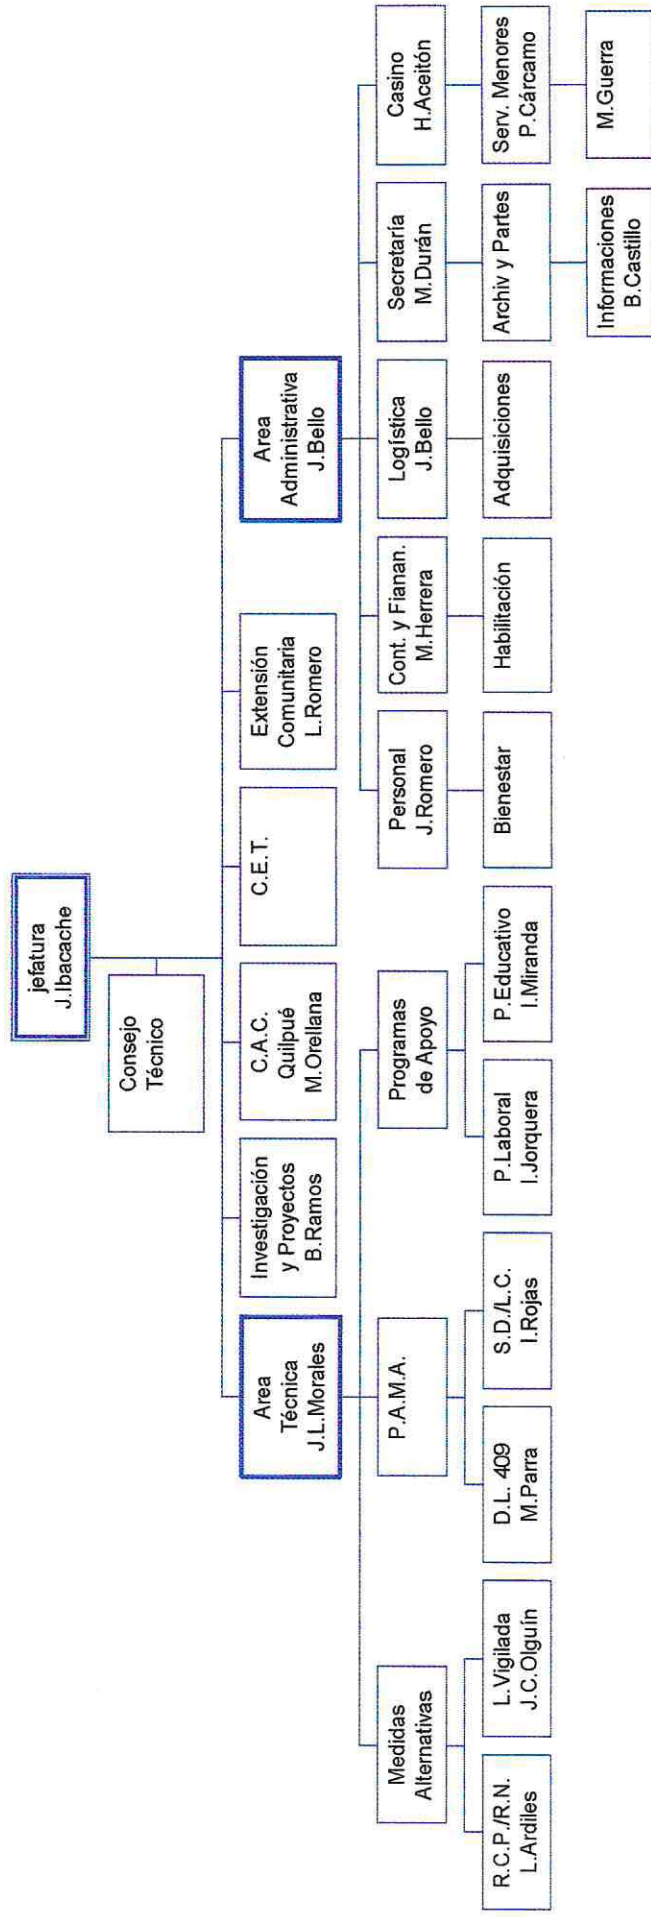 jefatura
J.Ibacache
Consejo
Técnico
Area
Técnica
J.L.Morales
Investigación
y Proyectos
B.Ramos
C.A.C.
Quilpué
M.Orellana
C.E.T.
Extensión
Comunitaria
L.Romero
Area
Administrativa
J.Bello
Medidas
Alternativas
P.A.M.A.
Programas
de Apoyo
Personal
J.Romero
Cont. y Fianan.
M.Herrera
Logística
J.Bello
Secretaría
M.Durán
Casino
H.Aceitón
R.C.P./R.N.
L.Ardiles
L.Vigilada
J.C.Olguín
D.L. 409
M.Parra
S.D./L.C.
I.Rojas
P.Laboral
I.Jorquera
P.Educativo
I.Miranda
Bienestar
Habilitación
Adquisiciones
Archiv y Partes
Serv. Menores
P.Cárcamo
Informaciones
B.Castillo
M.Guerra